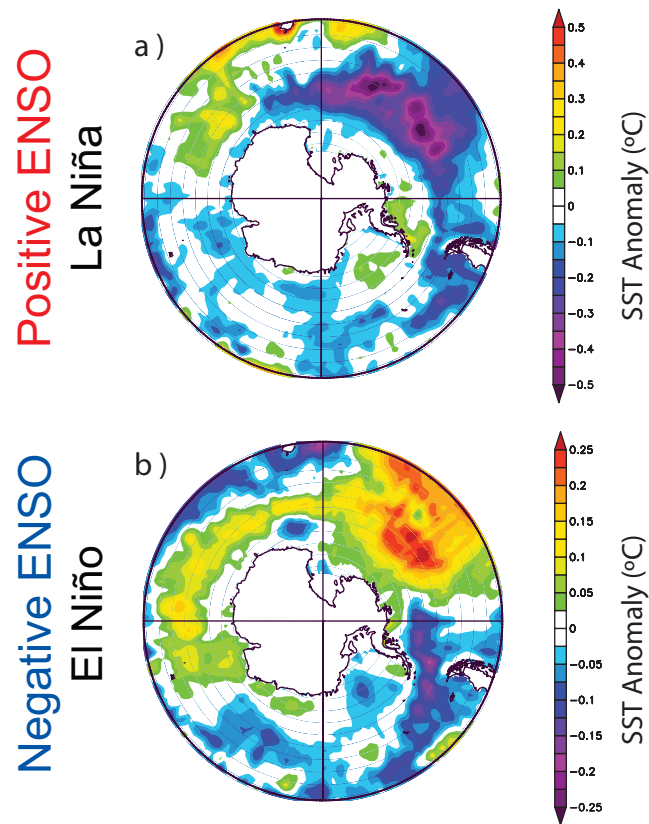 Positive ENSO
La Niña
a )
0.5
0.4
0.3
0.2
0.1
0
-0.1
-0.2
-0.3
-0.4
-0.5
SST Anomaly (ºC)
Negative ENSO
El Niño
b )
0.25
0.2
0.15
0.1
0.05
0
-0.05
-0.1
-0.15
-0.2
-0.25
SST Anomaly (ºC)